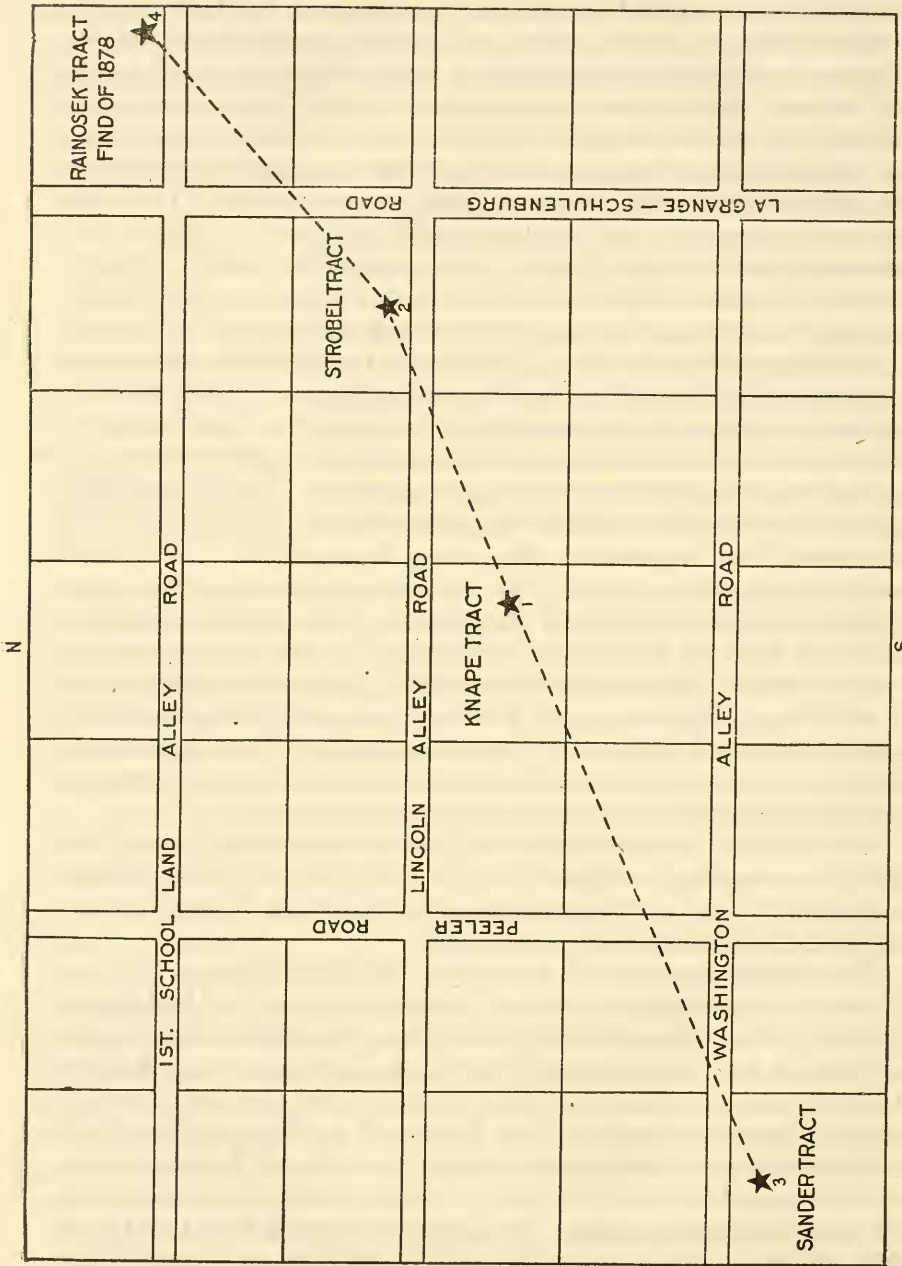 N
RAINOSEK TRACT
FIND OF 1878
4
1ST. SCHOOL LAND ALLEY ROAD
STROBEL TRACT
2
LINCOLN ALLEY ROAD
KNAPE TRACT
1
PEELER ROAD
LA GRANGE — SCHULENBURG ROAD
WASHINGTON ALLEY ROAD
SANDER TRACT
3
S